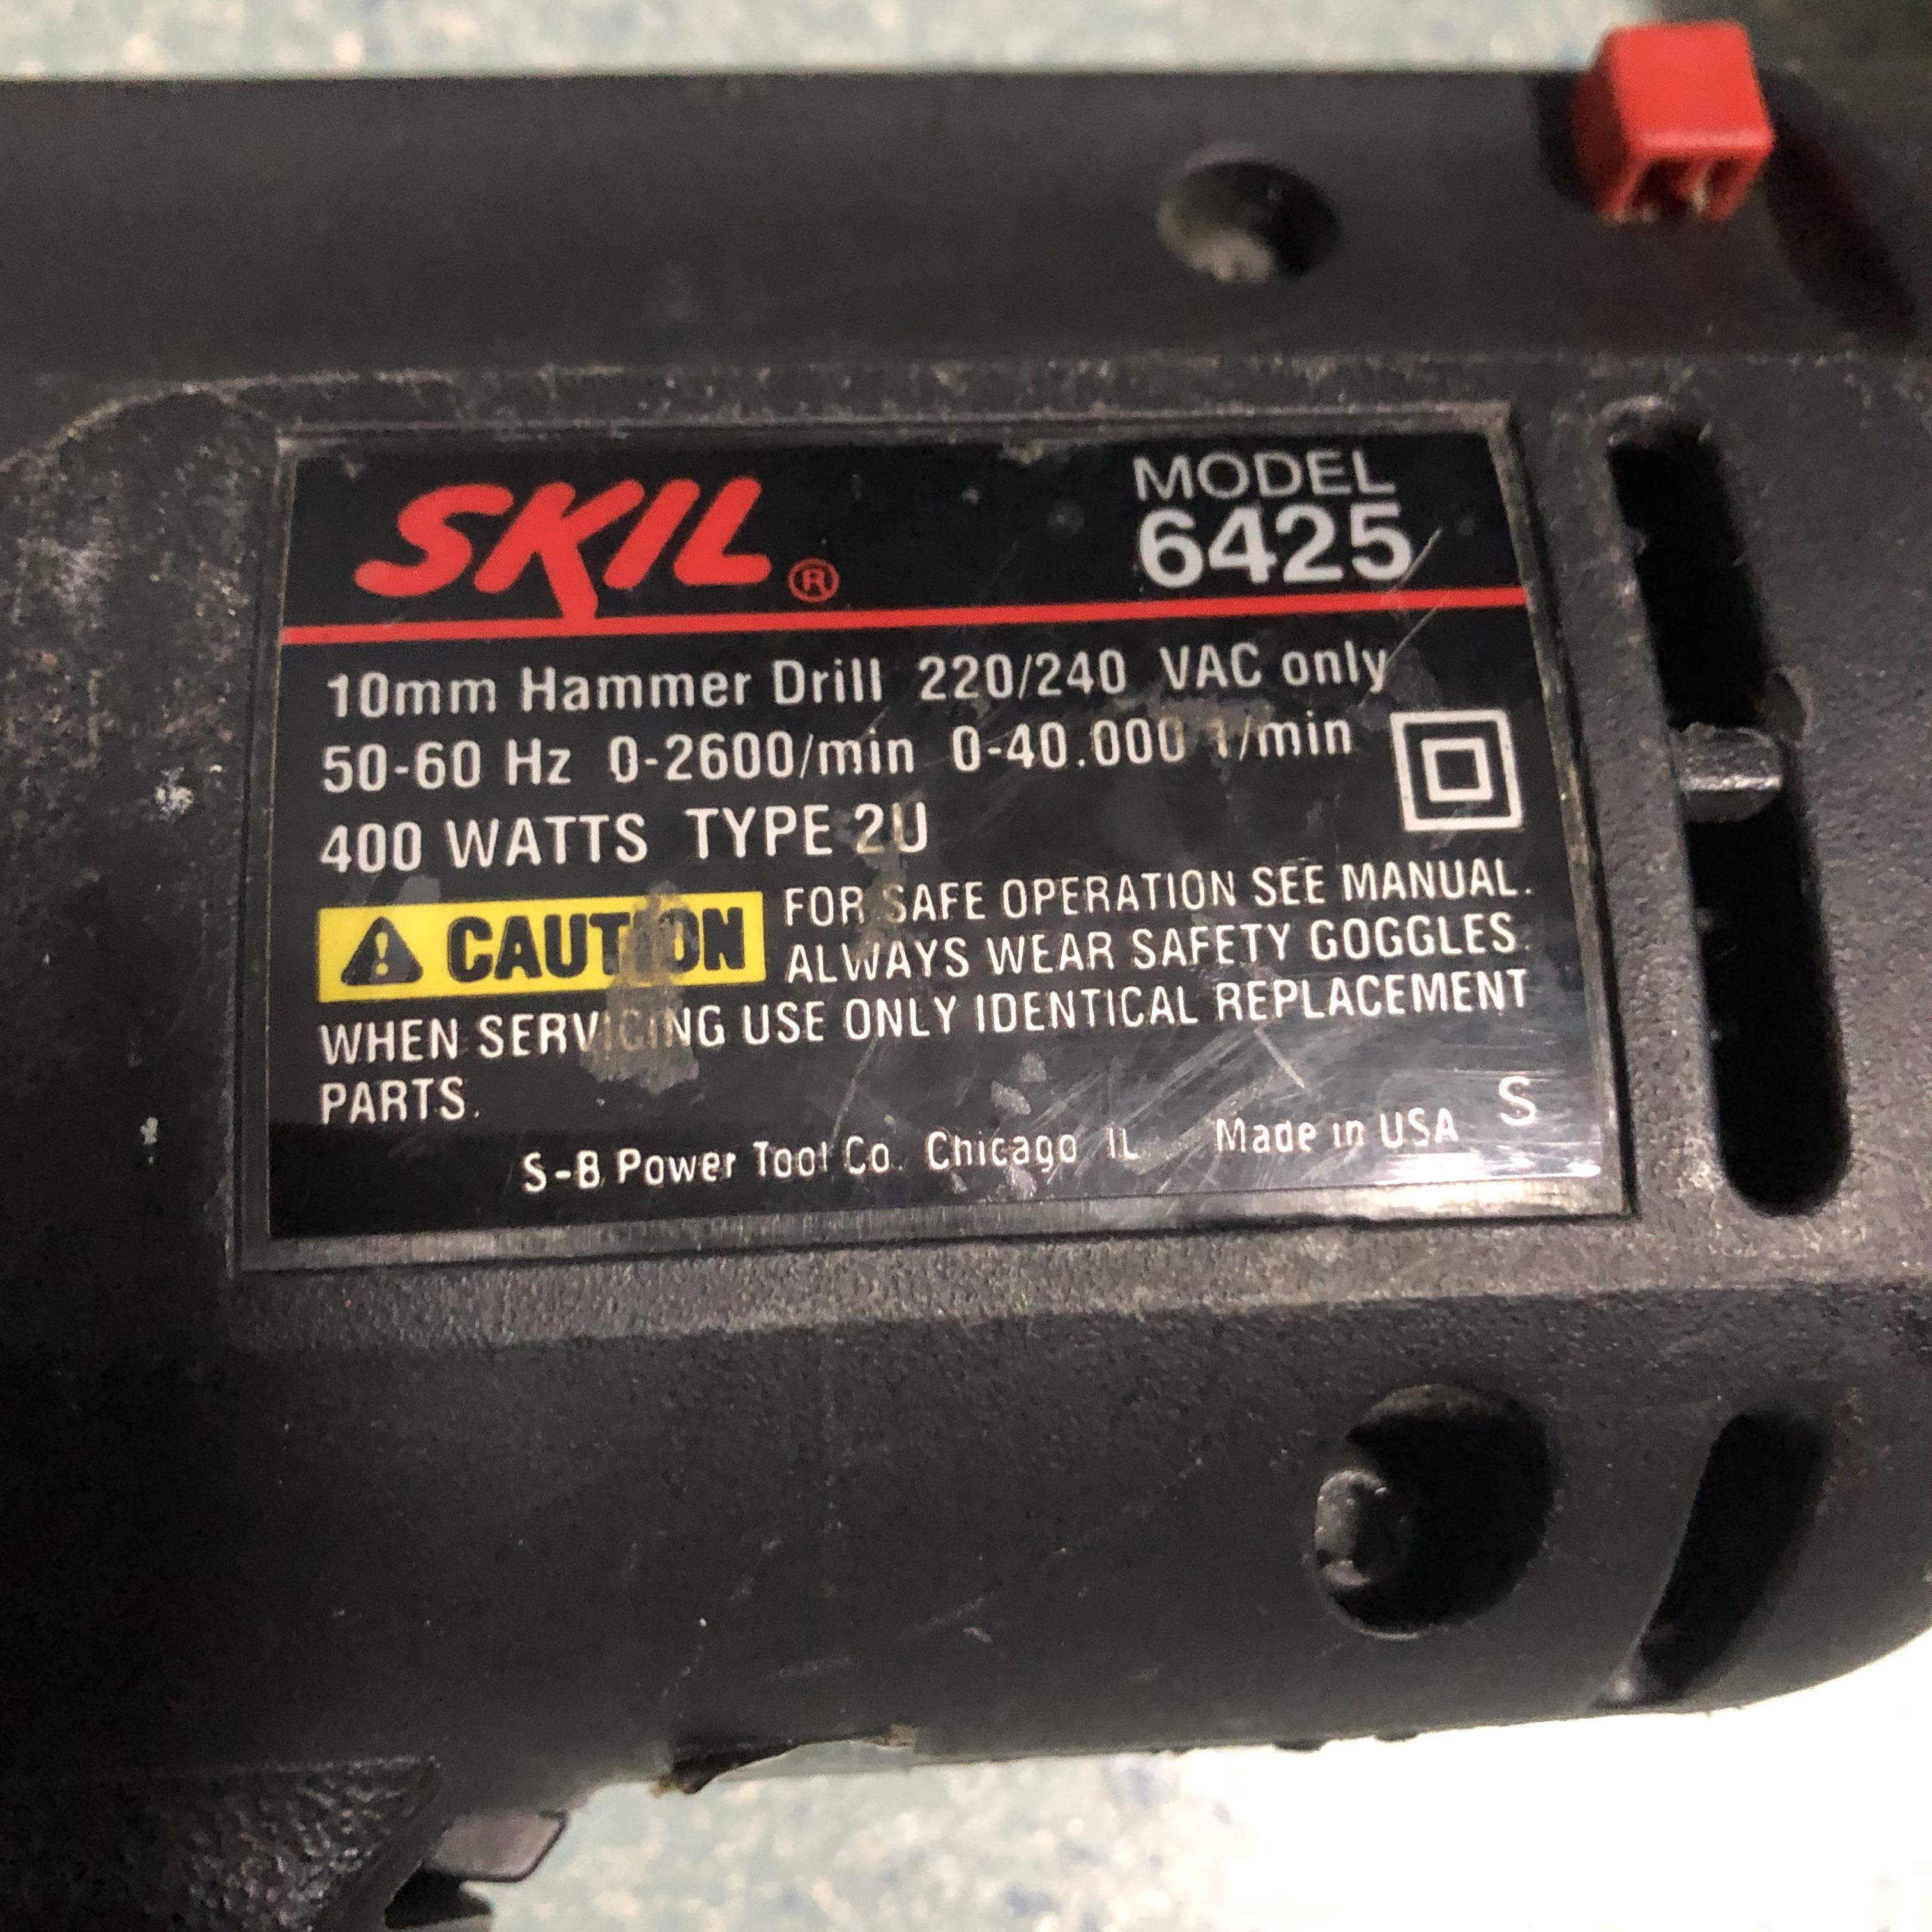 SKIL®
MODEL
6425
10mm Hammer Drill 220/240 VAC only
50-60 Hz 0-2600/min 0-40.000 1/min
400 WATTS TYPE 2U
CAUTION FOR SAFE OPERATION SEE MANUAL.
ALWAYS WEAR SAFETY GOGGLES.
WHEN SERVICING USE ONLY IDENTICAL REPLACEMENT
PARTS.
S
S-B Power Tool Co. Chicago IL Made in USA